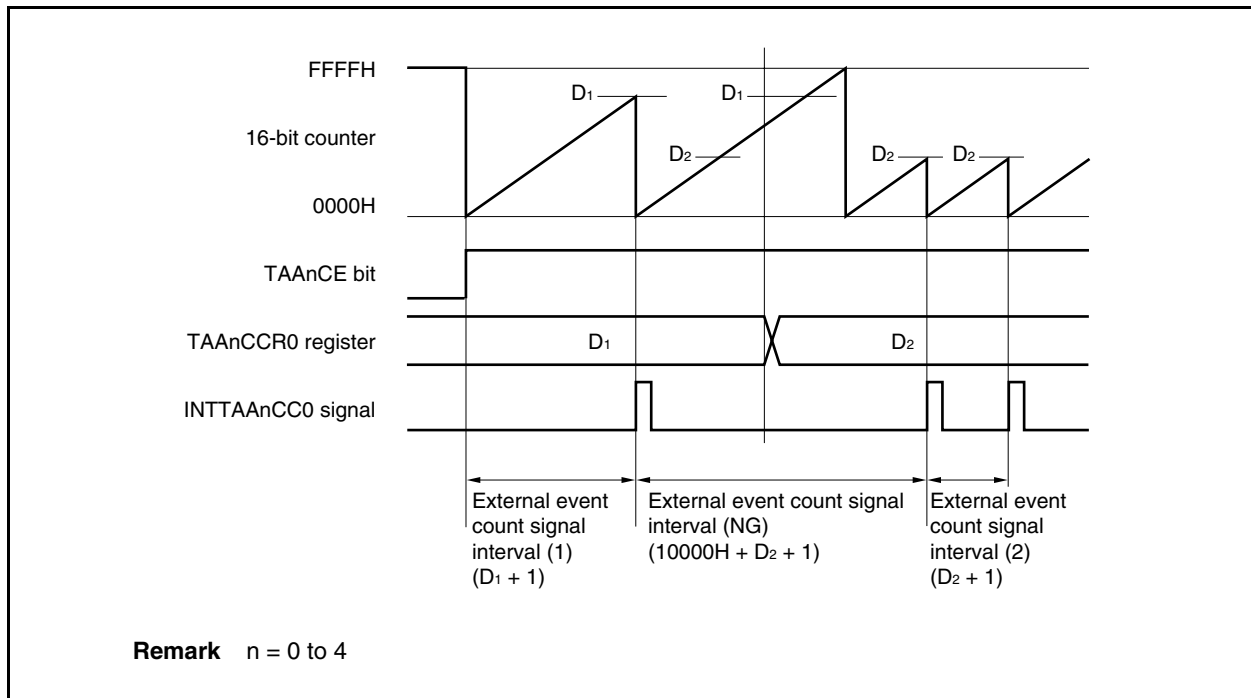 FFFFH
D1
D1
16-bit counter
D2
D2
D2
0000H
TAAnCE bit
TAAnCCR0 register
D1
D2
INTTAAnCC0 signal
External event
count signal
interval (1)
(D1 + 1)
External event count signal
interval (NG)
(10000H + D2 + 1)
External event
count signal
interval (2)
(D2 + 1)
Remark n = 0 to 4